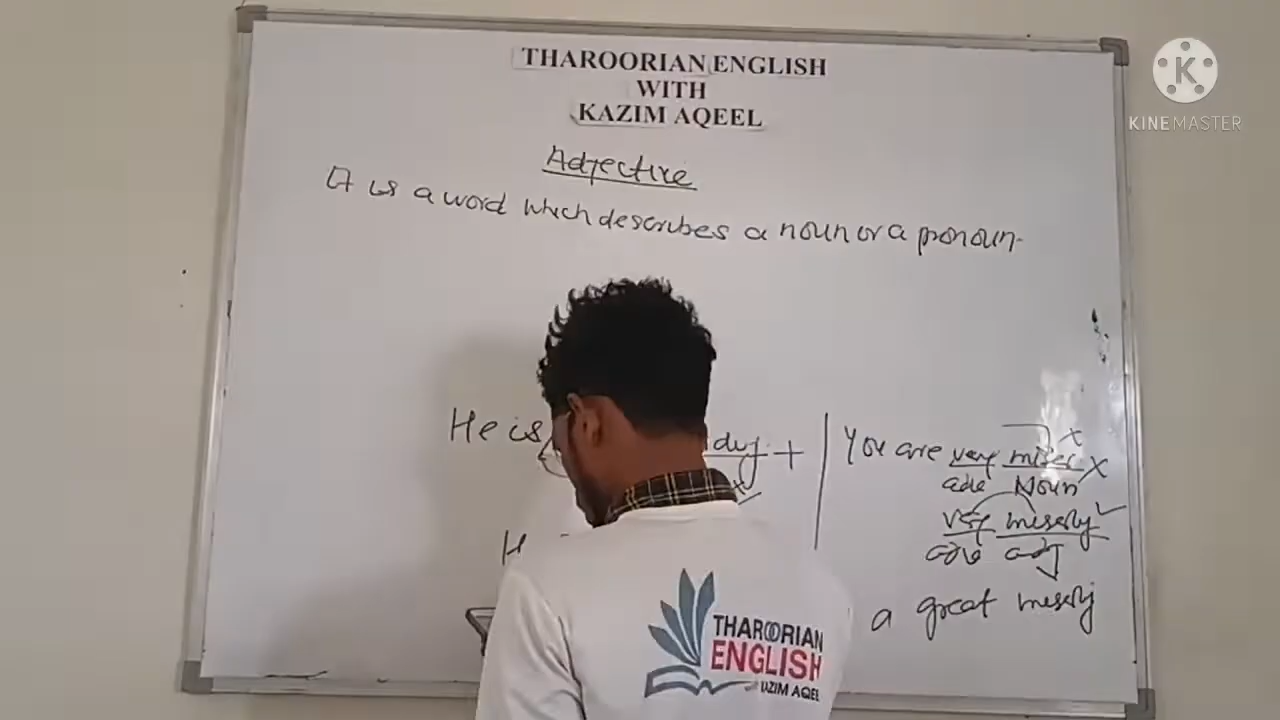 THAROORIAN ENGLISH
WITH
KAZIM AQEEL
KINEMASTER
Adjective
It is a word which describes a noun or a pronoun.
He is
+
You are very miser x
x
adv Noun
very miserly ✓
adv adj
a great miserly
H
THAROORIAN
ENGLISH
KAZIM AQEEL